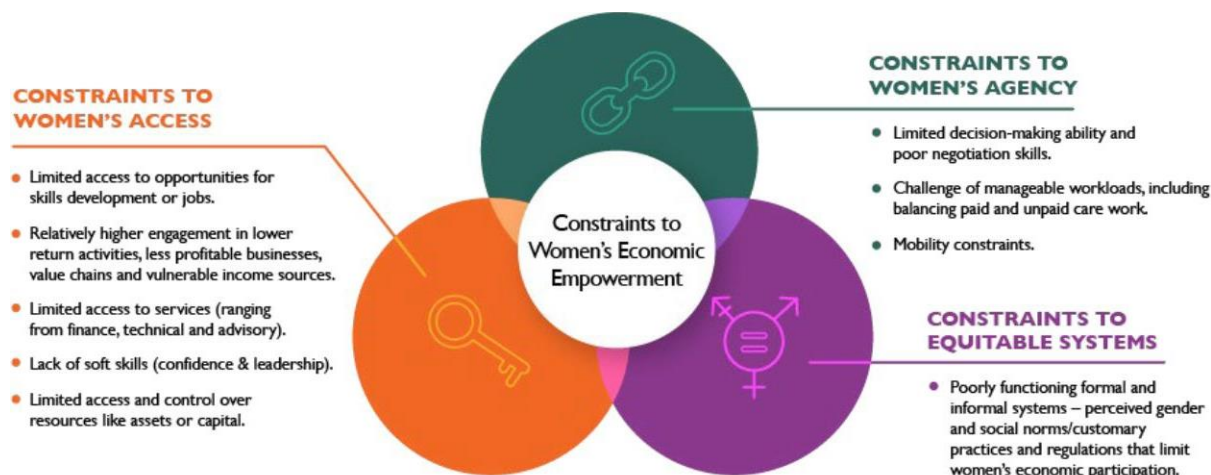 CONSTRAINTS TO
WOMEN'S ACCESS
• Limited access to opportunities for
skills development or jobs.
• Relatively higher engagement in lower
return activities, less profitable businesses,
value chains and vulnerable income sources.
• Limited access to services (ranging
from finance, technical and advisory).
• Lack of soft skills (confidence & leadership).
• Limited access and control over
resources like assets or capital.
Constraints to
Women's Economic
Empowerment
CONSTRAINTS TO
WOMEN'S AGENCY
• Limited decision-making ability and
poor negotiation skills.
• Challenge of manageable workloads, including
balancing paid and unpaid care work.
• Mobility constraints.
CONSTRAINTS TO
EQUITABLE SYSTEMS
• Poorly functioning formal and
informal systems – perceived gender
and social norms/customary
practices and regulations that limit
women's economic participation.